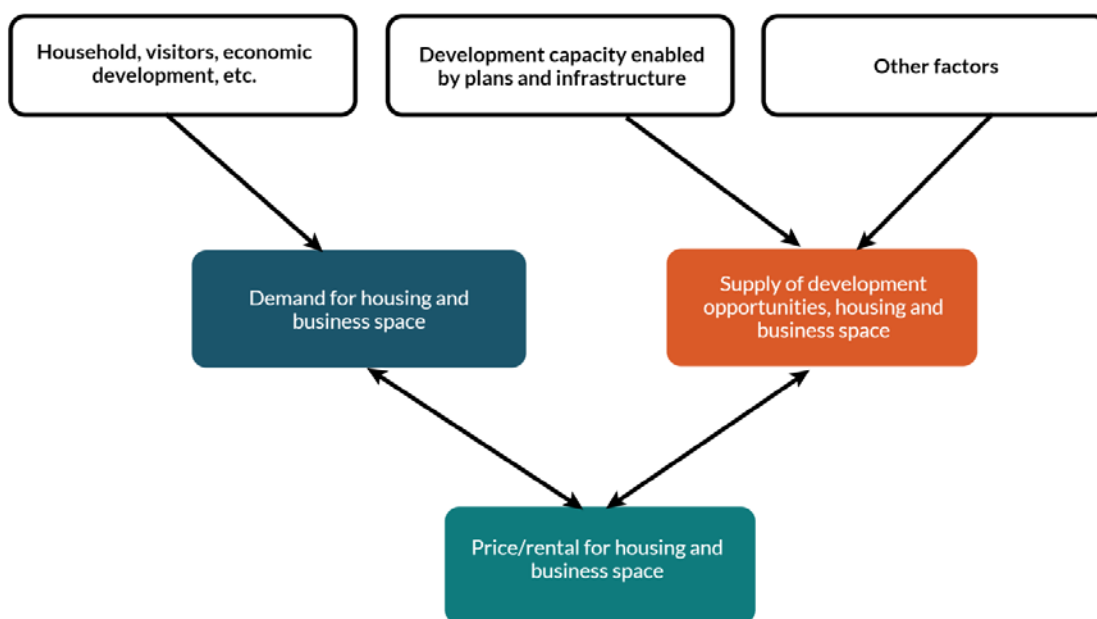 Household, visitors, economic
development, etc.
Development capacity enabled
by plans and infrastructure
Other factors
Demand for housing and
business space
Supply of development
opportunities, housing and
business space
Price/rental for housing and
business space